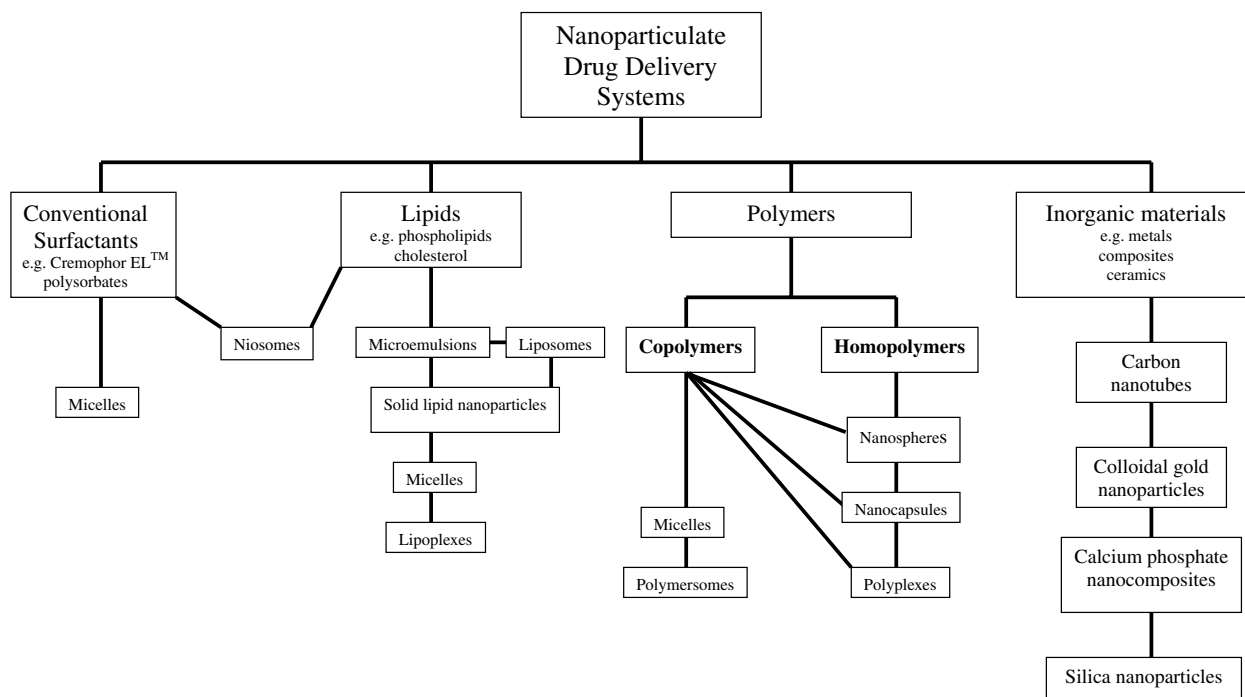 Nanoparticulate
Drug Delivery
Systems
Conventional
Surfactants
e.g. Cremophor EL™
polysorbates
Lipids
e.g. phospholipids
cholesterol
Polymers
Inorganic materials
e.g. metals
composites
ceramics
Niosomes
Microemulsions
Liposomes
Copolymers
Homopolymers
Carbon
nanotubes
Micelles
Solid lipid nanoparticles
Nanospheres
Micelles
Colloidal gold
nanoparticles
Lipoplexes
Micelles
Nanocapsules
Polymersomes
Polyplexes
Calcium phosphate
nanocomposites
Silica nanoparticles